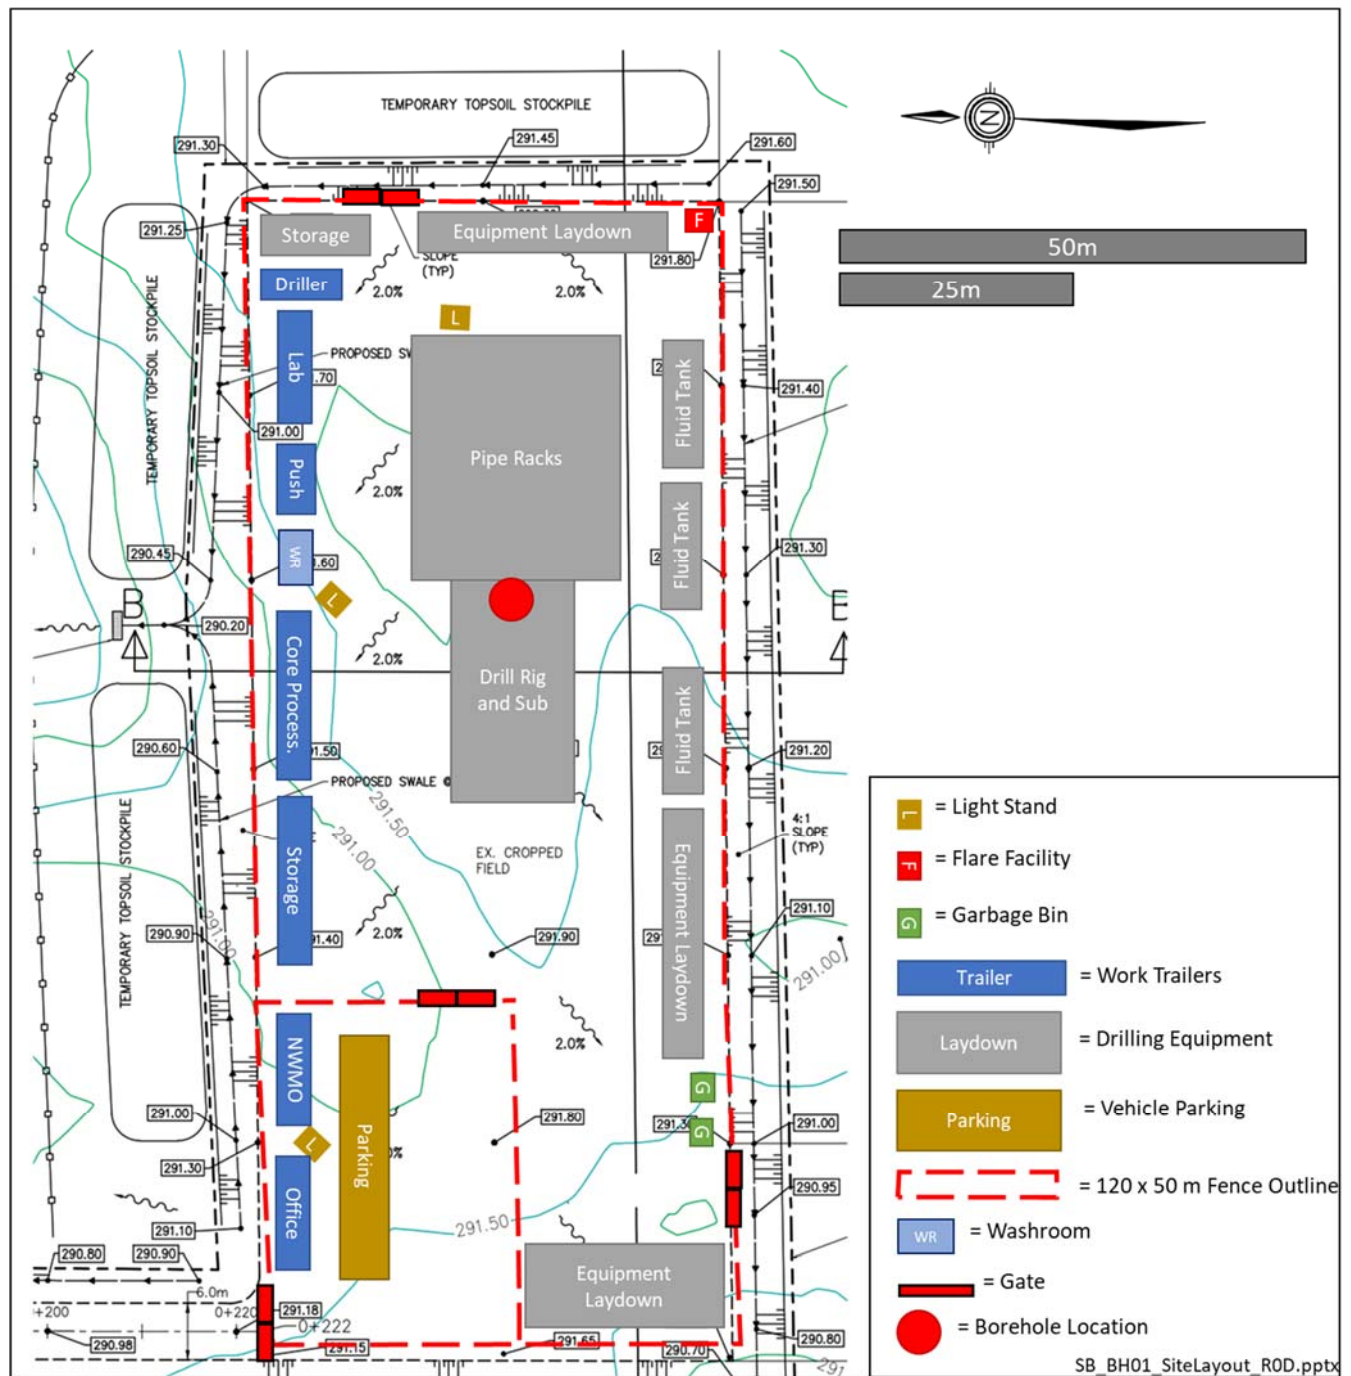 TEMPORARY TOPSOIL STOCKPILE
N
291.30
291.45
291.60
291.50
291.25
Storage
Equipment Laydown
F
SLOPE
(TYP)
291.80
50m
25m
Driller
2.0%
2.0%
L
TEMPORARY TOPSOIL STOCKPILE
Lab
PROPOSED SW
.70
291.40
Fluid Tank
291.00
Push
Pipe Racks
2.0%
Fluid Tank
290.45
WR
1.60
291.30
L
B
290.20
Core Process.
2.0%
Drill Rig
and Sub
Fluid Tank
290.60
1.50
291.20
PROPOSED SWALE @
291.50
TEMPORARY TOPSOIL STOCKPILE
Storage
291.00
EX. CROPPED
FIELD
Equipment Laydown
4:1
SLOPE
(TYP)
291.10
291.00
290.90
1.40
2.0%
291.90
291.00
NWMO
2.0%
G
291.00
Parking
291.80
291.3
G
291.00
L
291.30
Office
290.95
291.10
291.50
290.80
290.90
Equipment
Laydown
6.0m
+200
0+220
291.18
0+222
290.98
291.15
291.65
290.70
290.80
291
L = Light Stand
F = Flare Facility
G = Garbage Bin
Trailer = Work Trailers
Laydown = Drilling Equipment
Parking = Vehicle Parking
= 120 x 50 m Fence Outline
WR = Washroom
= Gate
= Borehole Location
SB_BH01_SiteLayout_R0D.pptx